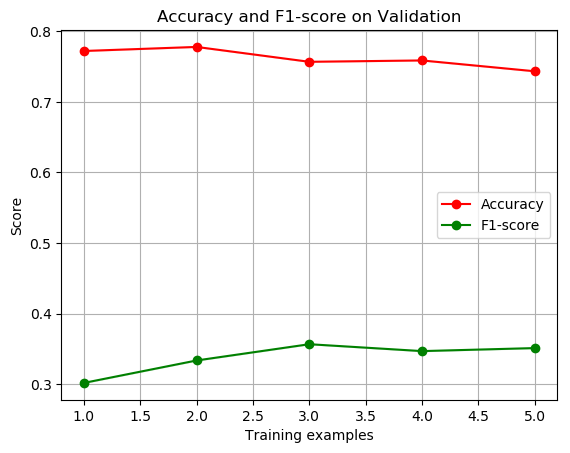 Accuracy and F1-score on Validation
0.8
0.7
0.6
0.5
0.4
0.3
Score
Accuracy
F1-score
1.0 1.5 2.0 2.5 3.0 3.5 4.0 4.5 5.0
Training examples